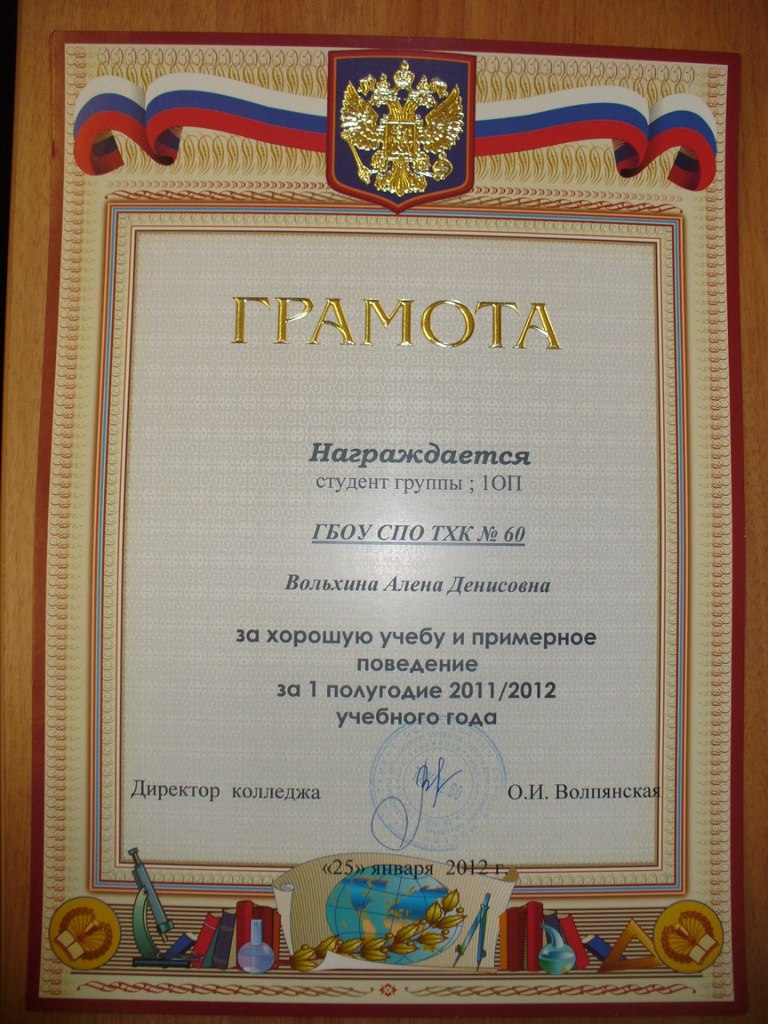 ГРАМОТА
Награждается
студент группы ; 1ОП
ГБОУ СПО ТХК № 60
Вольхина Алена Денисовна
за хорошую учебу и примерное
поведение
за 1 полугодие 2011/2012
учебного года
Директор колледжа О.И. Волпянская
«25» января 2012 г.